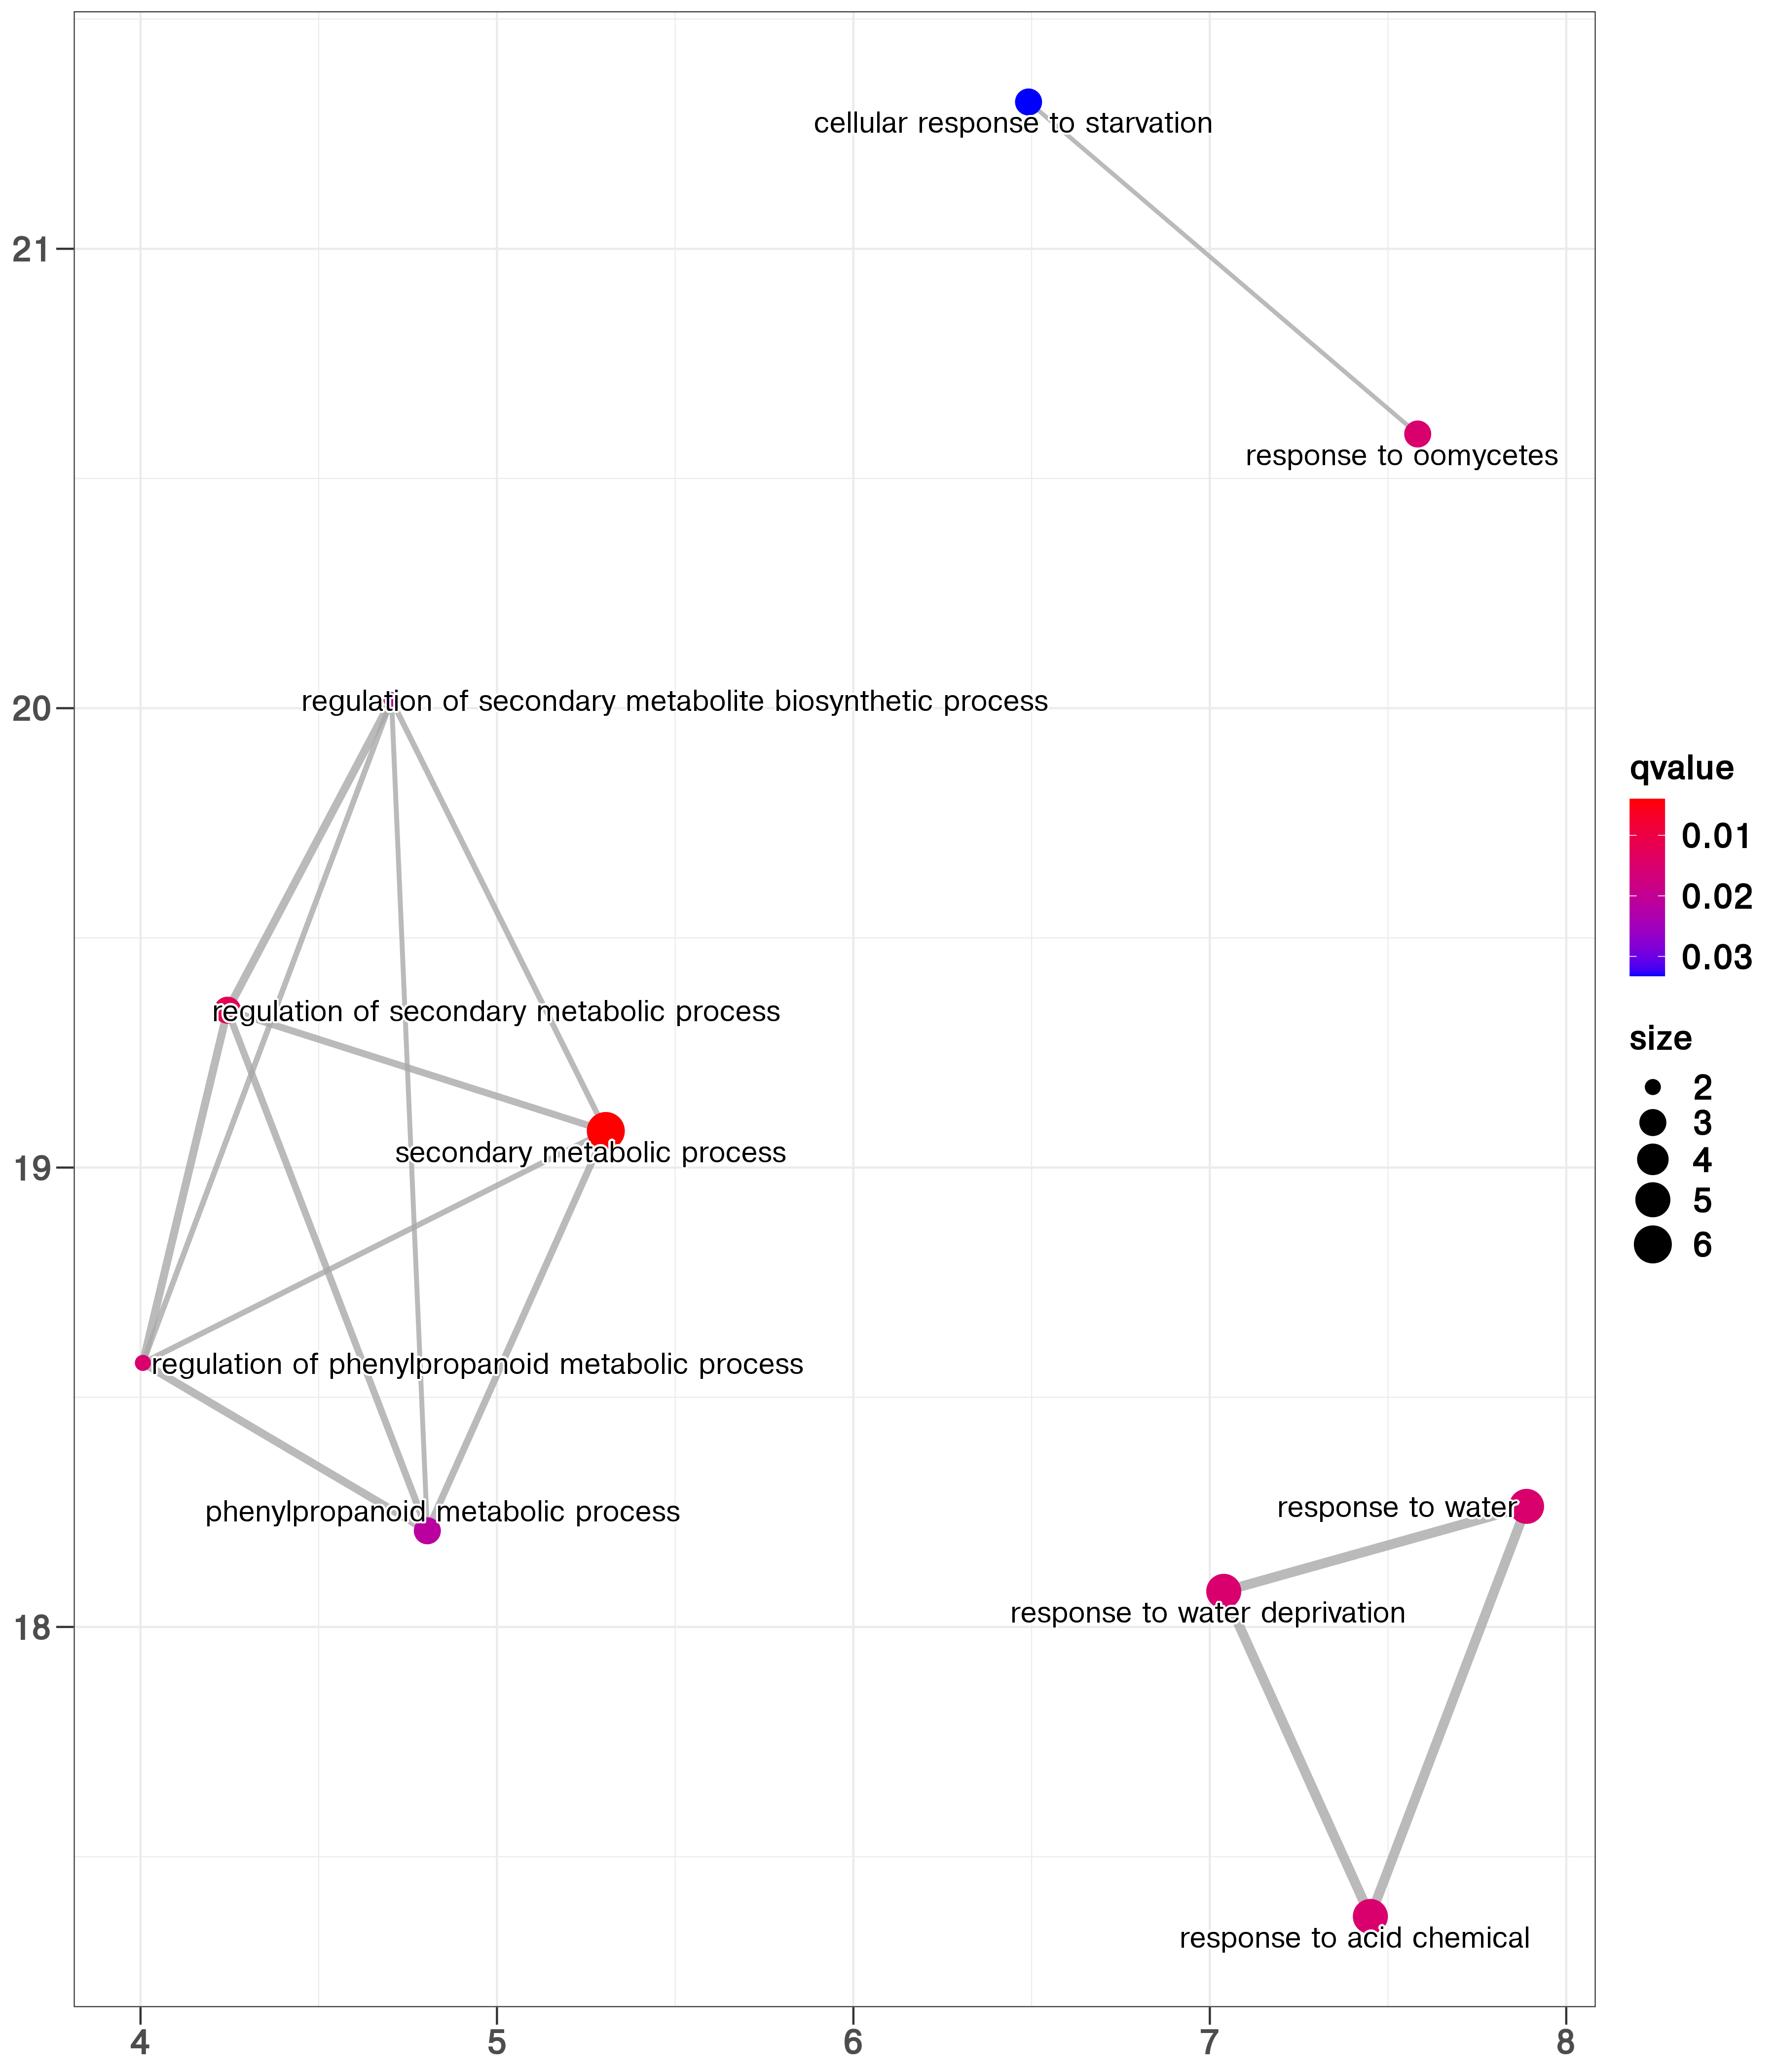 cellular response to starvation
21
response to oomycetes
regulation of secondary metabolite biosynthetic process
20
qvalue
0.01
0.02
0.03
regulation of secondary metabolic process
size
2
3
4
5
6
secondary metabolic process
19
regulation of phenylpropanoid metabolic process
phenylpropanoid metabolic process
response to water
response to water deprivation
18
response to acid chemical
4 5 6 7 8